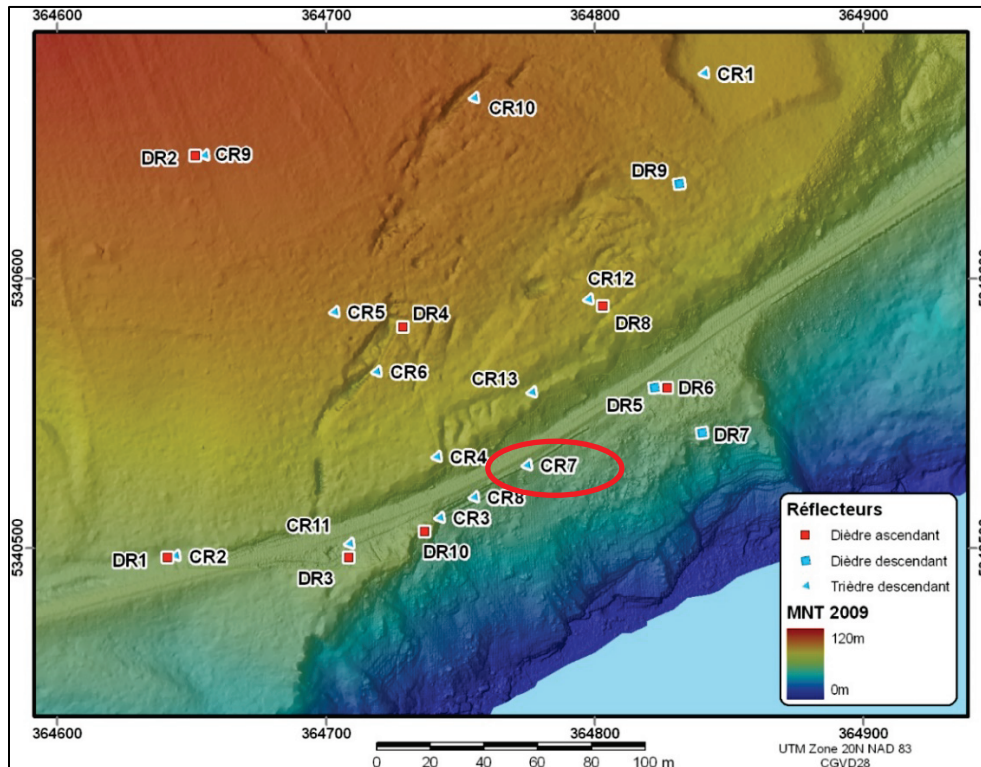 364600 364700 364800 364900
CR1
CR10
DR2 CR9
DR9
5340600
CR12
CR5 DR4
DR8
CR6
CR13
DR6
DR5
DR7
CR4
CR7
CR8
CR3
CR11
DR10
5340500
DR1 CR2
DR3
Réflecteurs
Dièdre ascendant
Dièdre descendant
Trièdre descendant
MNT 2009
120m
0m
364600 364700 364800 364900
0 20 40 60 80 100 m
UTM Zone 20N NAD 83
CGVD28